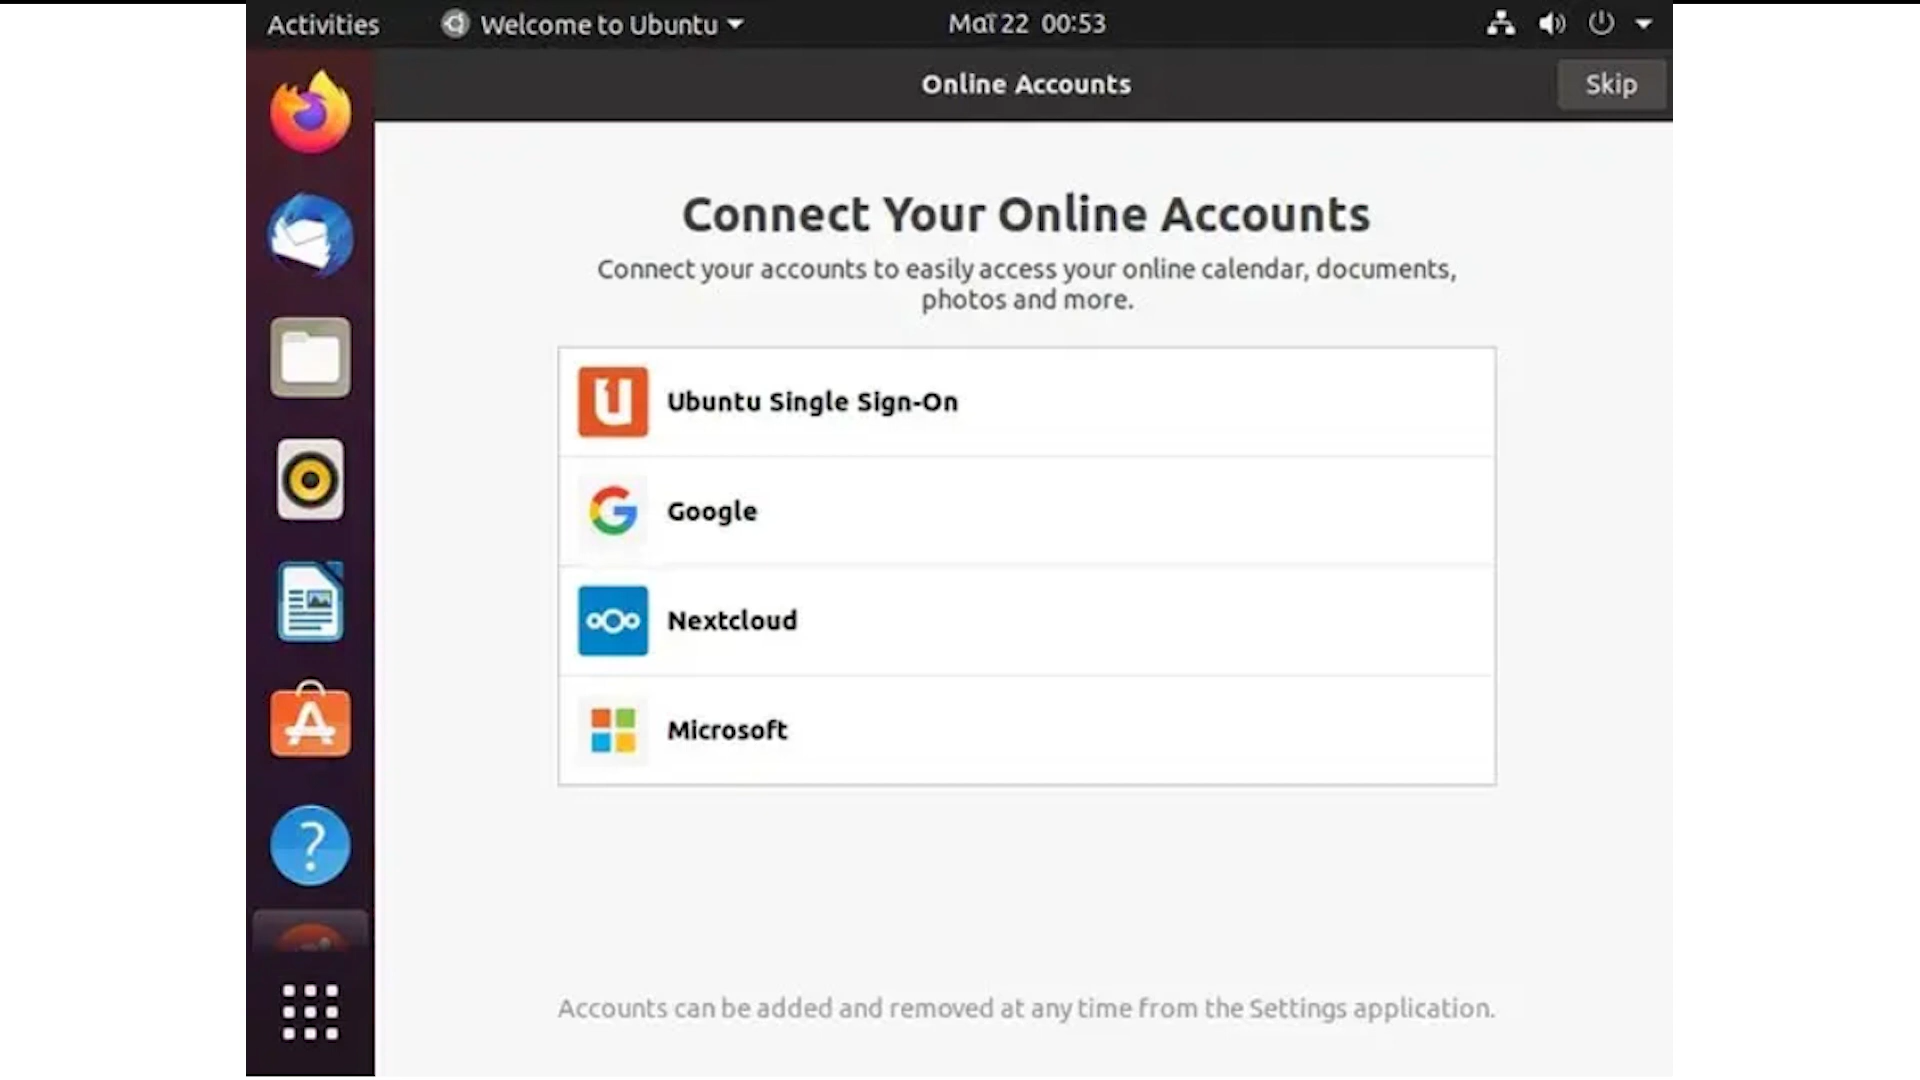 Activities
Welcome to Ubuntu
Μαΐ 22 00:53
Online Accounts
Skip
Connect Your Online Accounts
Connect your accounts to easily access your online calendar, documents,
photos and more.
Ubuntu Single Sign-On
Google
Nextcloud
Microsoft
Accounts can be added and removed at any time from the Settings application.